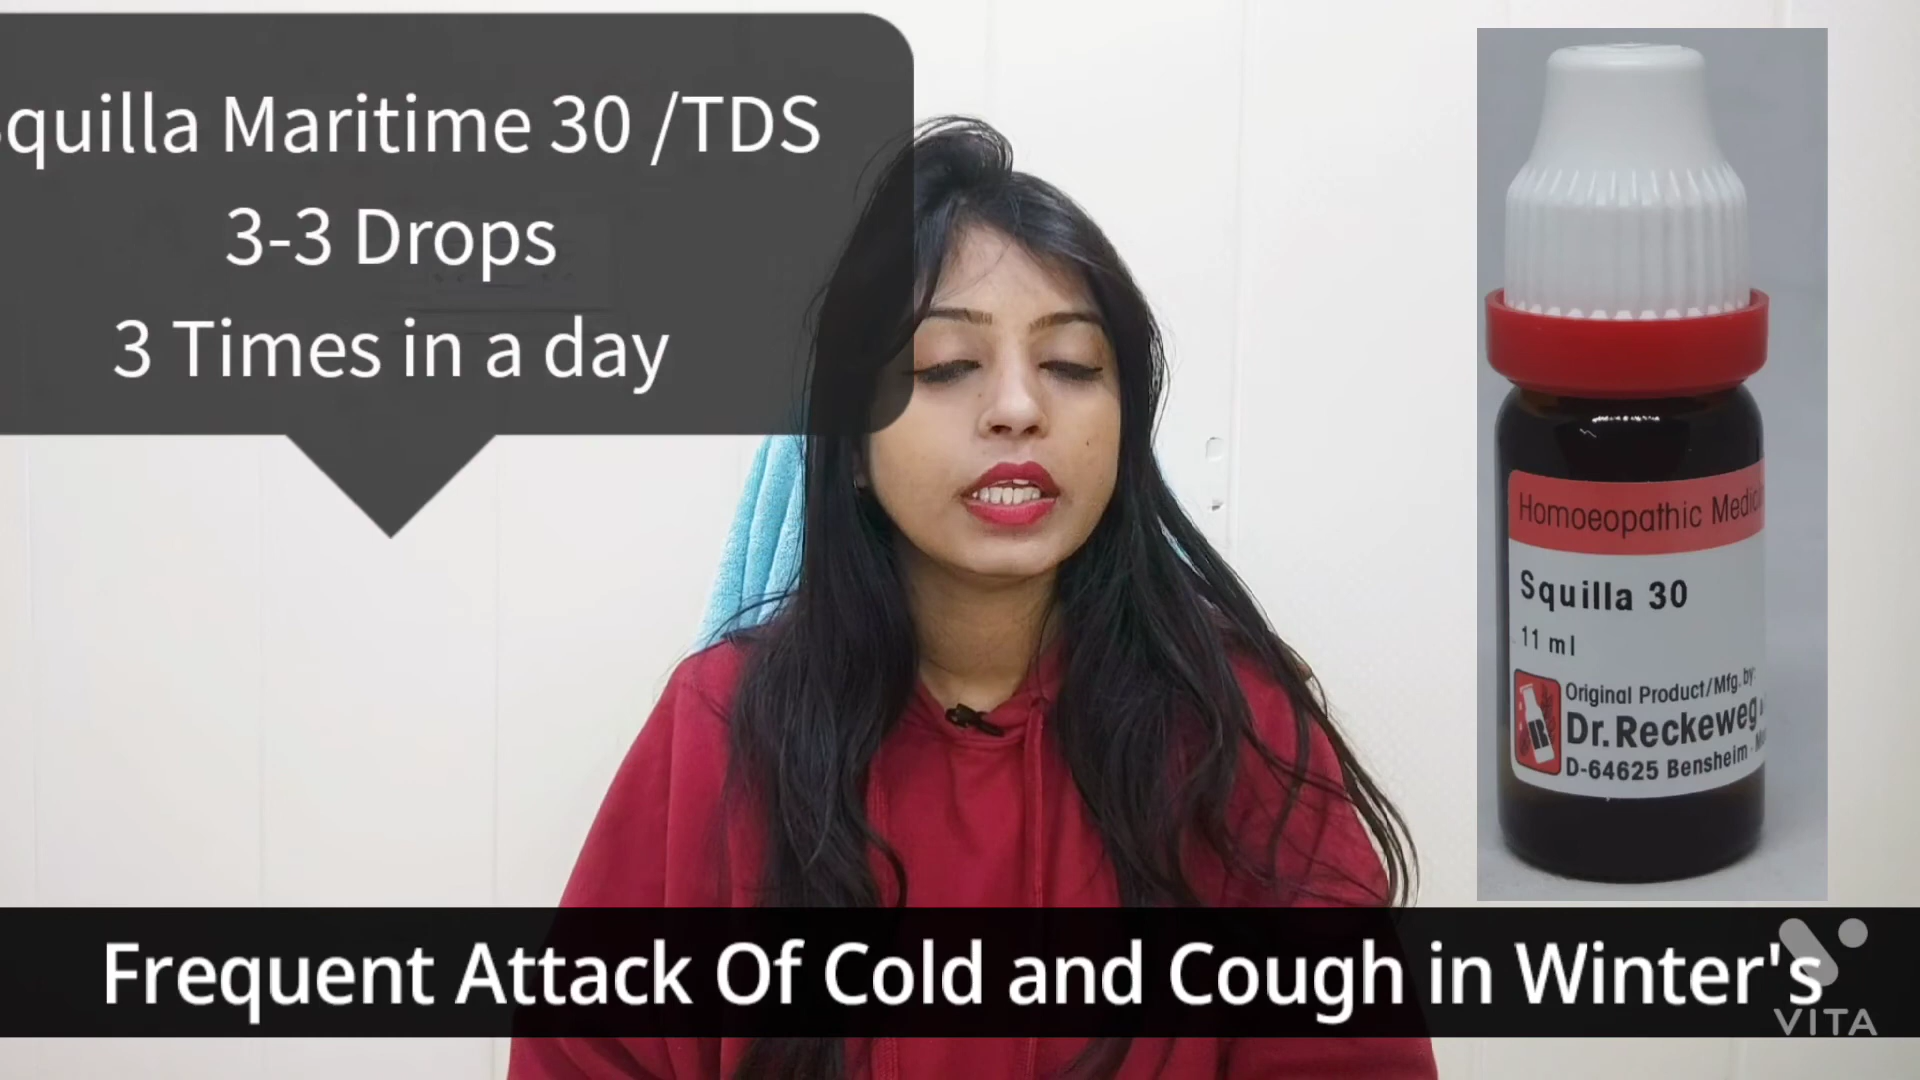 quilla Maritime 30 /TDS
3-3 Drops
3 Times in a day
Homoeopathic Medici
Squilla 30
11 ml
Original Product/Mfg. by:
Dr.Reckeweg
D-64625 Bensheim
Frequent Attack Of Cold and Cough in Winter's
VITA